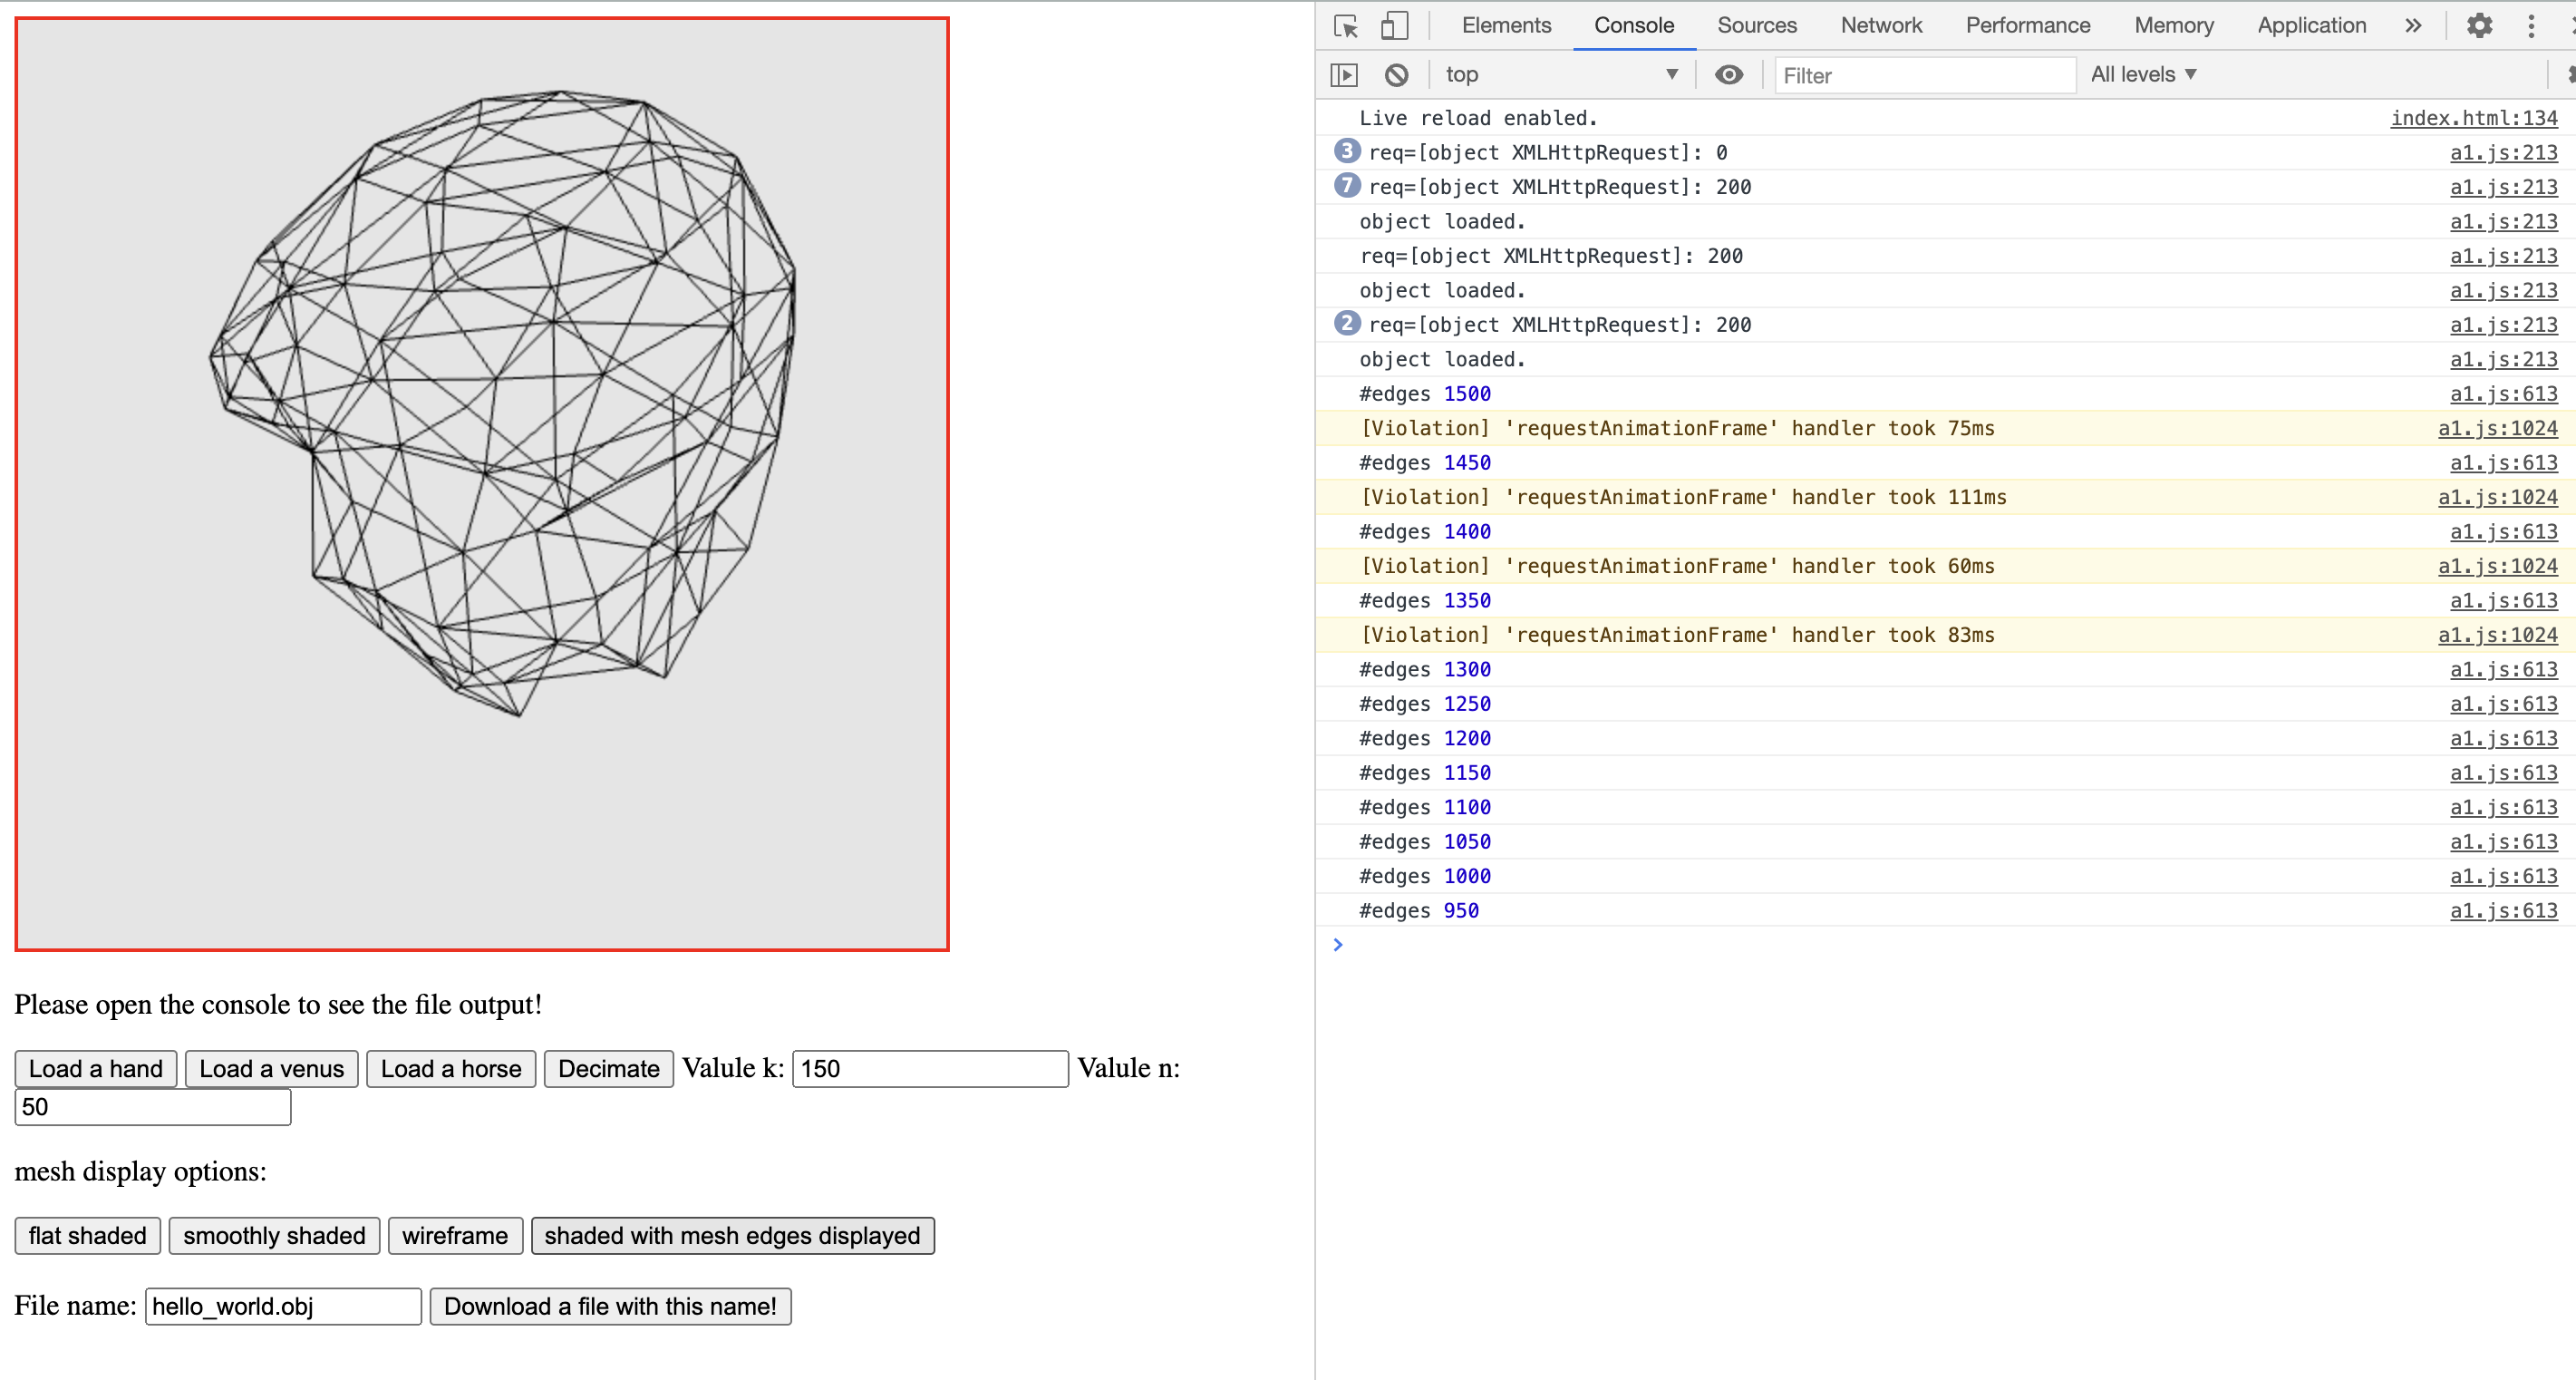 Elements Console Sources Network Performance Memory Application »
top ▼ Filter All levels ▼
Live reload enabled. index.html:134
3 req=[object XMLHttpRequest]: 0 a1.js:213
7 req=[object XMLHttpRequest]: 200 a1.js:213
object loaded. a1.js:213
req=[object XMLHttpRequest]: 200 a1.js:213
object loaded. a1.js:213
2 req=[object XMLHttpRequest]: 200 a1.js:213
object loaded. a1.js:213
#edges 1500 a1.js:613
[Violation] 'requestAnimationFrame' handler took 75ms a1.js:1024
#edges 1450 a1.js:613
[Violation] 'requestAnimationFrame' handler took 111ms a1.js:1024
#edges 1400 a1.js:613
[Violation] 'requestAnimationFrame' handler took 60ms a1.js:1024
#edges 1350 a1.js:613
[Violation] 'requestAnimationFrame' handler took 83ms a1.js:1024
#edges 1300 a1.js:613
#edges 1250 a1.js:613
#edges 1200 a1.js:613
#edges 1150 a1.js:613
#edges 1100 a1.js:613
#edges 1050 a1.js:613
#edges 1000 a1.js:613
#edges 950 a1.js:613
>
Please open the console to see the file output!
Load a hand Load a venus Load a horse Decimate Valule k: 150 Valule n:
50
mesh display options:
flat shaded smoothly shaded wireframe shaded with mesh edges displayed
File name: hello_world.obj Download a file with this name!